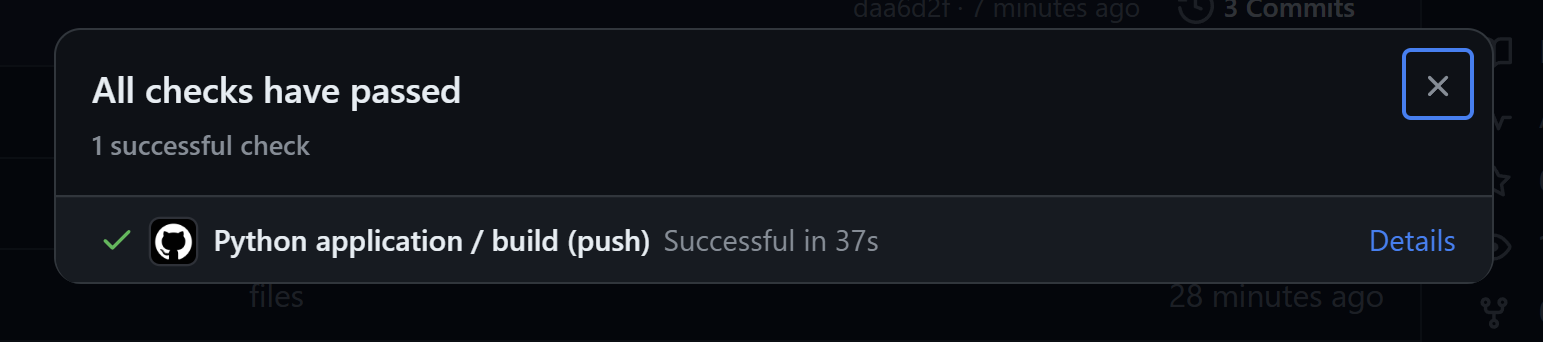 daa6d2f · 7 minutes ago 3 Commits
All checks have passed
1 successful check
Python application / build (push) Successful in 37s Details
files 28 minutes ago